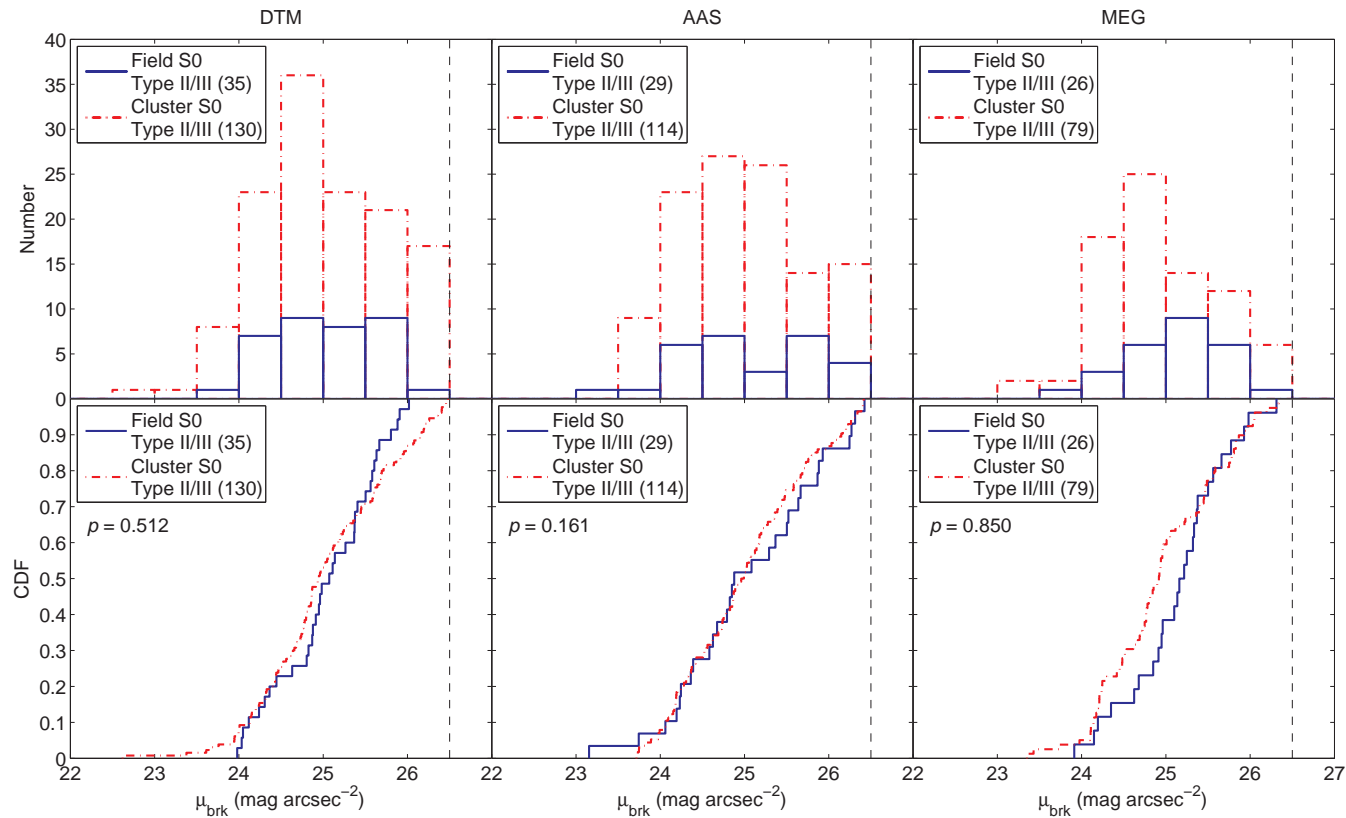 DTM AAS MEG
Number
40
35
30
25
20
15
10
5
0
Field S0
Type II/III (35)
Cluster S0
Type II/III (130)
Field S0
Type II/III (29)
Cluster S0
Type II/III (114)
Field S0
Type II/III (26)
Cluster S0
Type II/III (79)
CDF
0.9
0.8
0.7
0.6
0.5
0.4
0.3
0.2
0.1
0
Field S0
Type II/III (35)
Cluster S0
Type II/III (130)
p = 0.512
Field S0
Type II/III (29)
Cluster S0
Type II/III (114)
p = 0.161
Field S0
Type II/III (26)
Cluster S0
Type II/III (79)
p = 0.850
22 23 24 25 26 22 23 24 25 26 22 23 24 25 26 27
μbrk (mag arcsec−2) μbrk (mag arcsec−2) μbrk (mag arcsec−2)